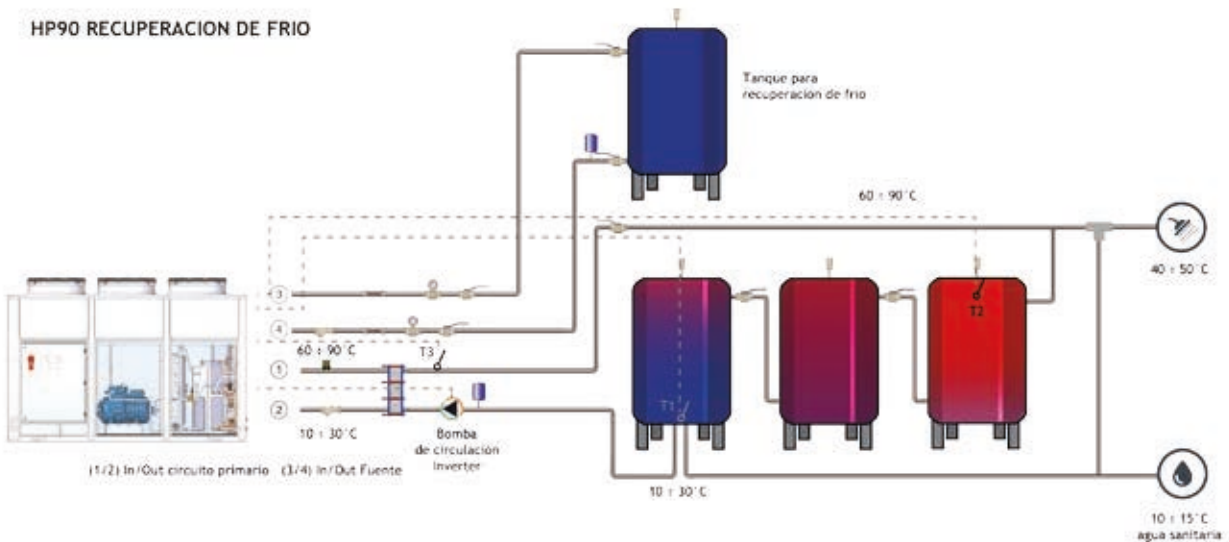 HP90 RECUPERACION DE FRIO
Tanque para
recuperacion de frio
60 ÷ 90°C
40 ÷ 50°C
3
4
60 ÷ 90°C
T3
T2
1
T1
2
10 ÷ 30°C
Bomba
de circulación
Inverter
(1/2) In/Out circuito primario (3/4) In/Out Fuente
10 ÷ 30°C
10 ÷ 15°C
agua sanitaria